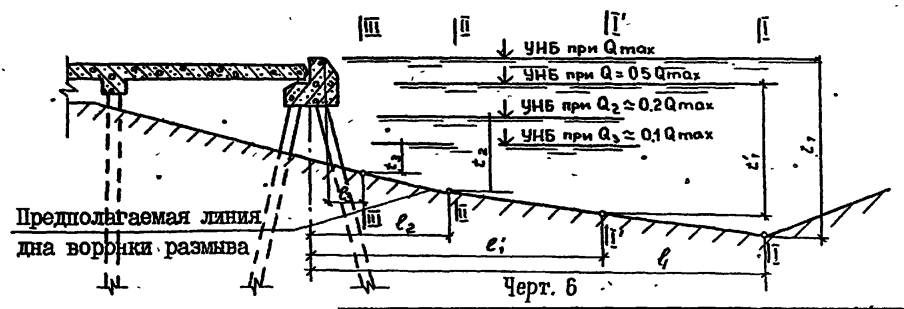 III II I' I
УНБ при Qmax
УНБ при Q = 0.5 Qmax
УНБ при Q₂ ≈ 0.2 Qmax
УНБ при Q₃ ≈ 0.1 Qmax
t₃ t₂ t'₁ t₁
III II I' I
Предполагаемая линия
дна воронки размыва
ℓ₃ ℓ₂ ℓ'₁ ℓ₁
Черт. 6